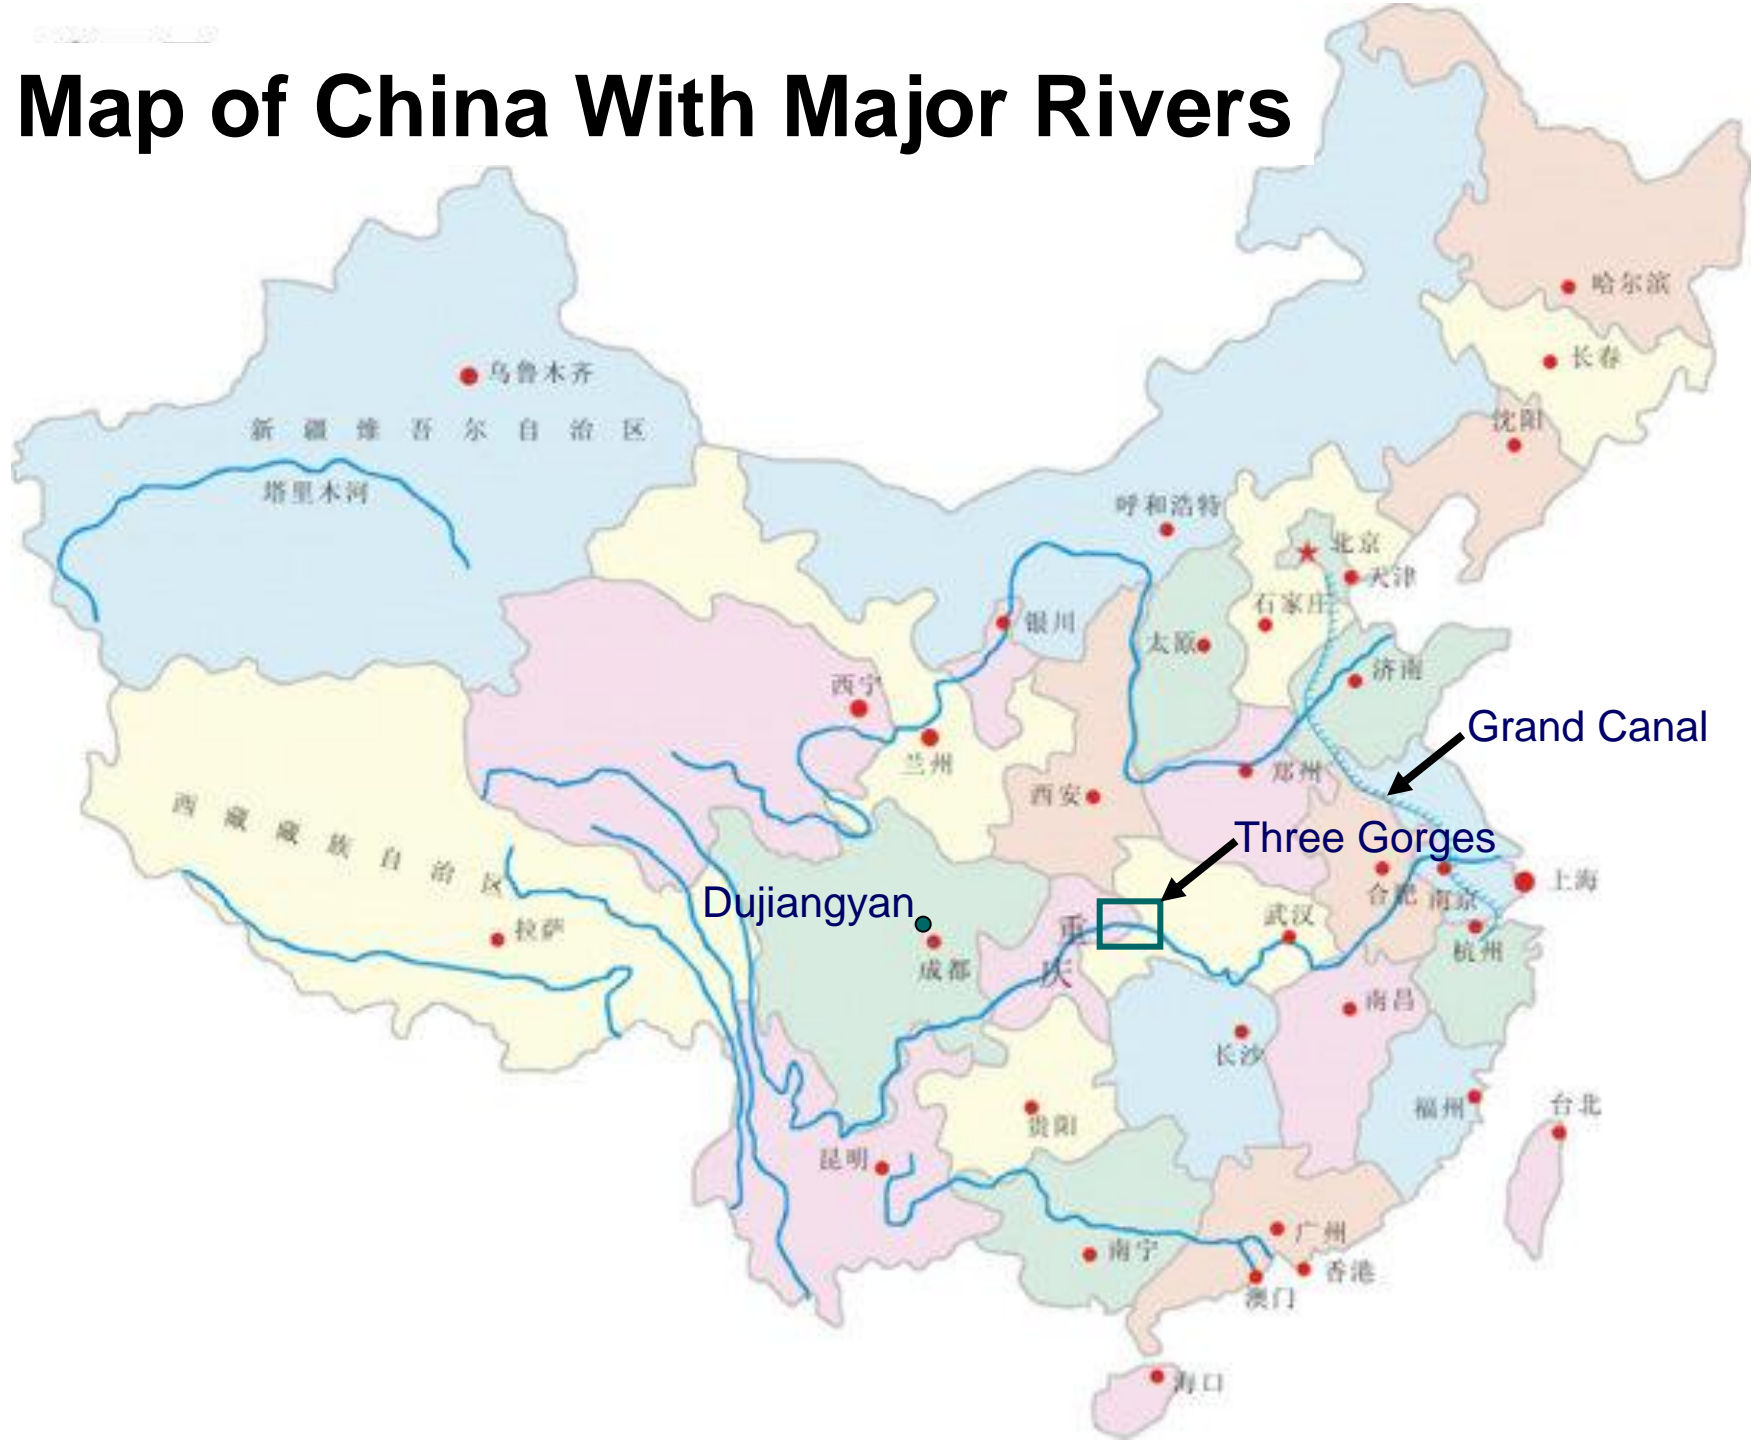 Map of China With Major Rivers
哈尔滨
长春
乌鲁木齐
沈阳
新疆维吾尔自治区
塔里木河
呼和浩特
北京
天津
石家庄
银川
太原
济南
西宁
Grand Canal
兰州
郑州
西安
西藏藏族自治区
Three Gorges
Dujiangyan
上海
合肥
南京
武汉
重庆
拉萨
杭州
成都
南昌
长沙
福州
台北
贵阳
昆明
广州
南宁
香港
澳门
海口